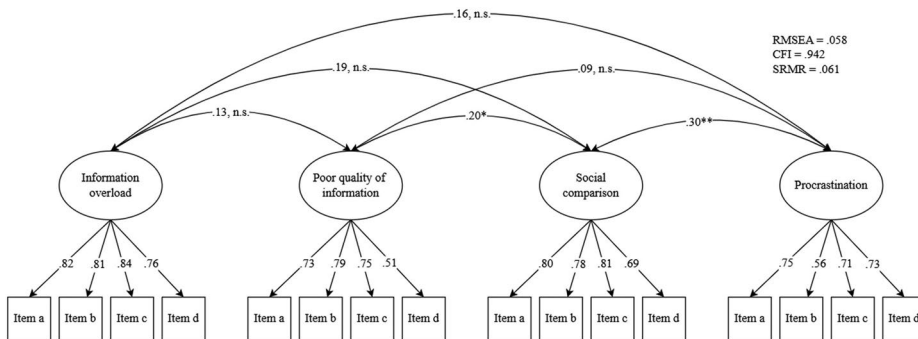 .16, n.s.
RMSEA = .058
CFI = .942
SRMR = .061
.19, n.s.
.09, n.s.
.13, n.s.
.20*
.30**
Information
overload
Poor quality of
information
Social
comparison
Procrastination
.82 .81 .84 .76
.73 .79 .75 .51
.80 .78 .81 .69
.75 .56 .71 .73
Item a Item b Item c Item d
Item a Item b Item c Item d
Item a Item b Item c Item d
Item a Item b Item c Item d